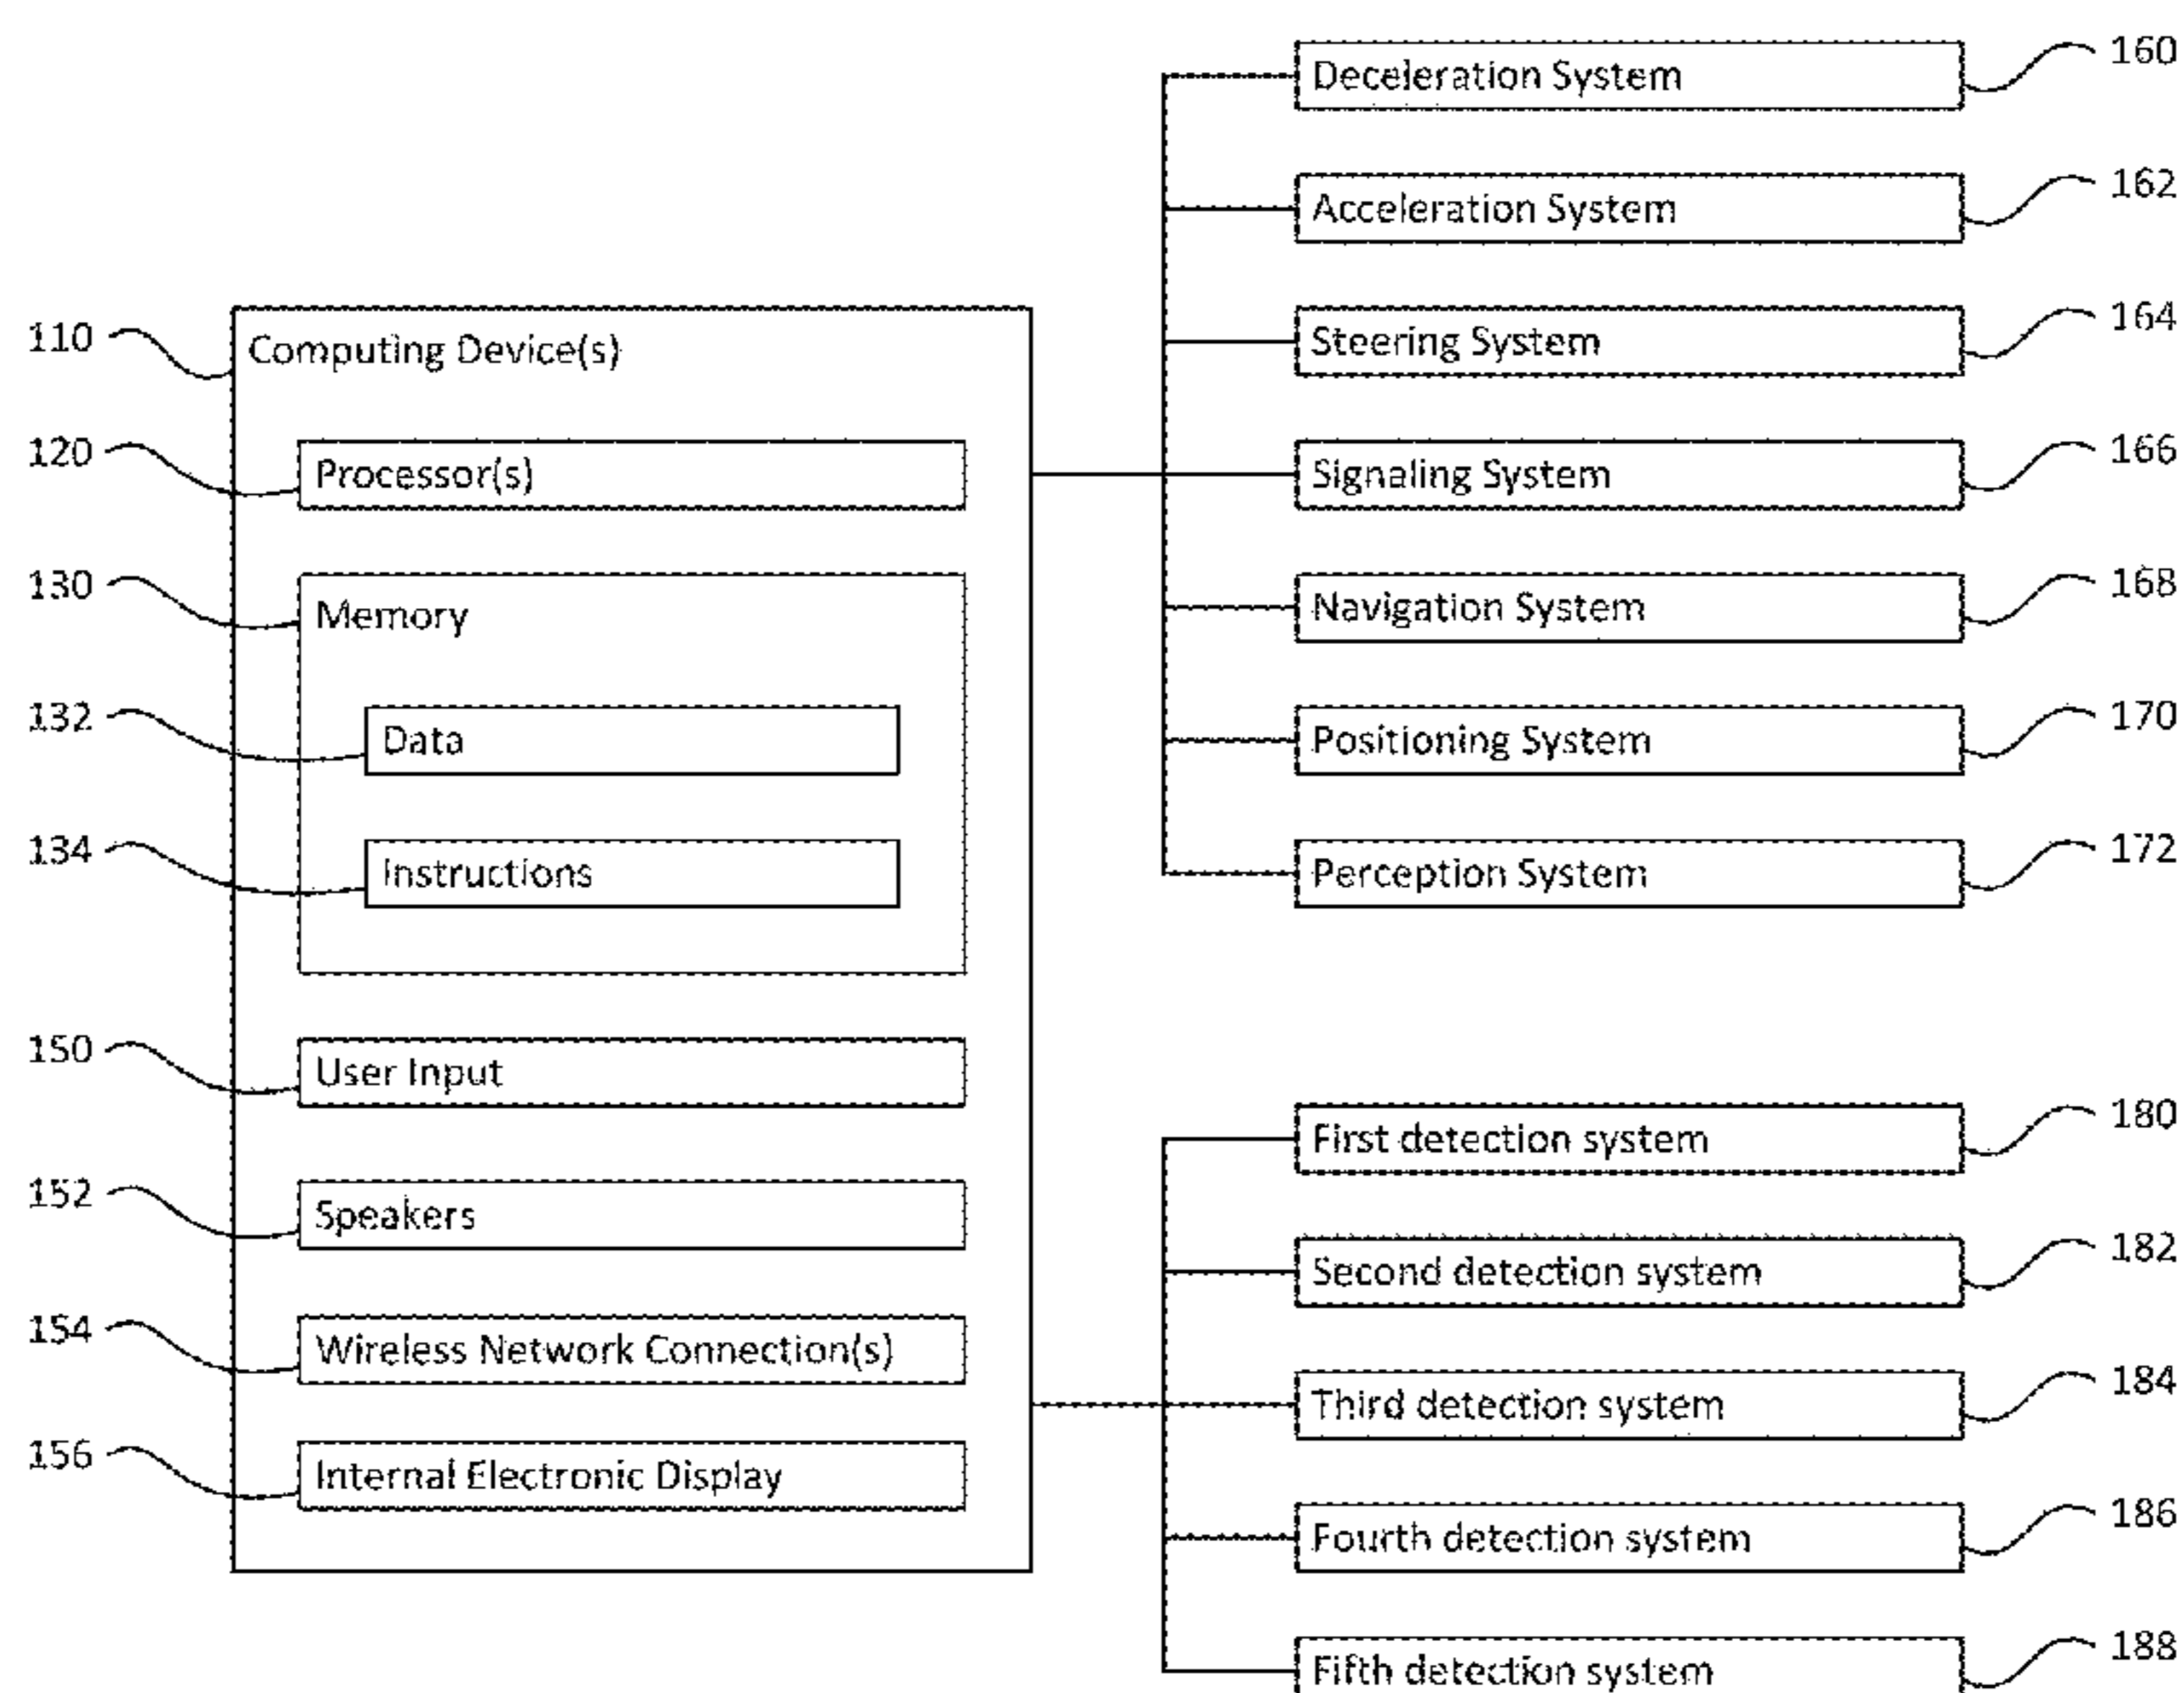 110 Computing Device(s)
120 Processor(s)
130 Memory
132 Data
134 Instructions
150 User Input
152 Speakers
154 Wireless Network Connection(s)
156 Internal Electronic Display
Deceleration System 160
Acceleration System 162
Steering System 164
Signaling System 166
Navigation System 168
Positioning System 170
Perception System 172
First detection system 180
Second detection system 182
Third detection system 184
Fourth detection system 186
Fifth detection system 188